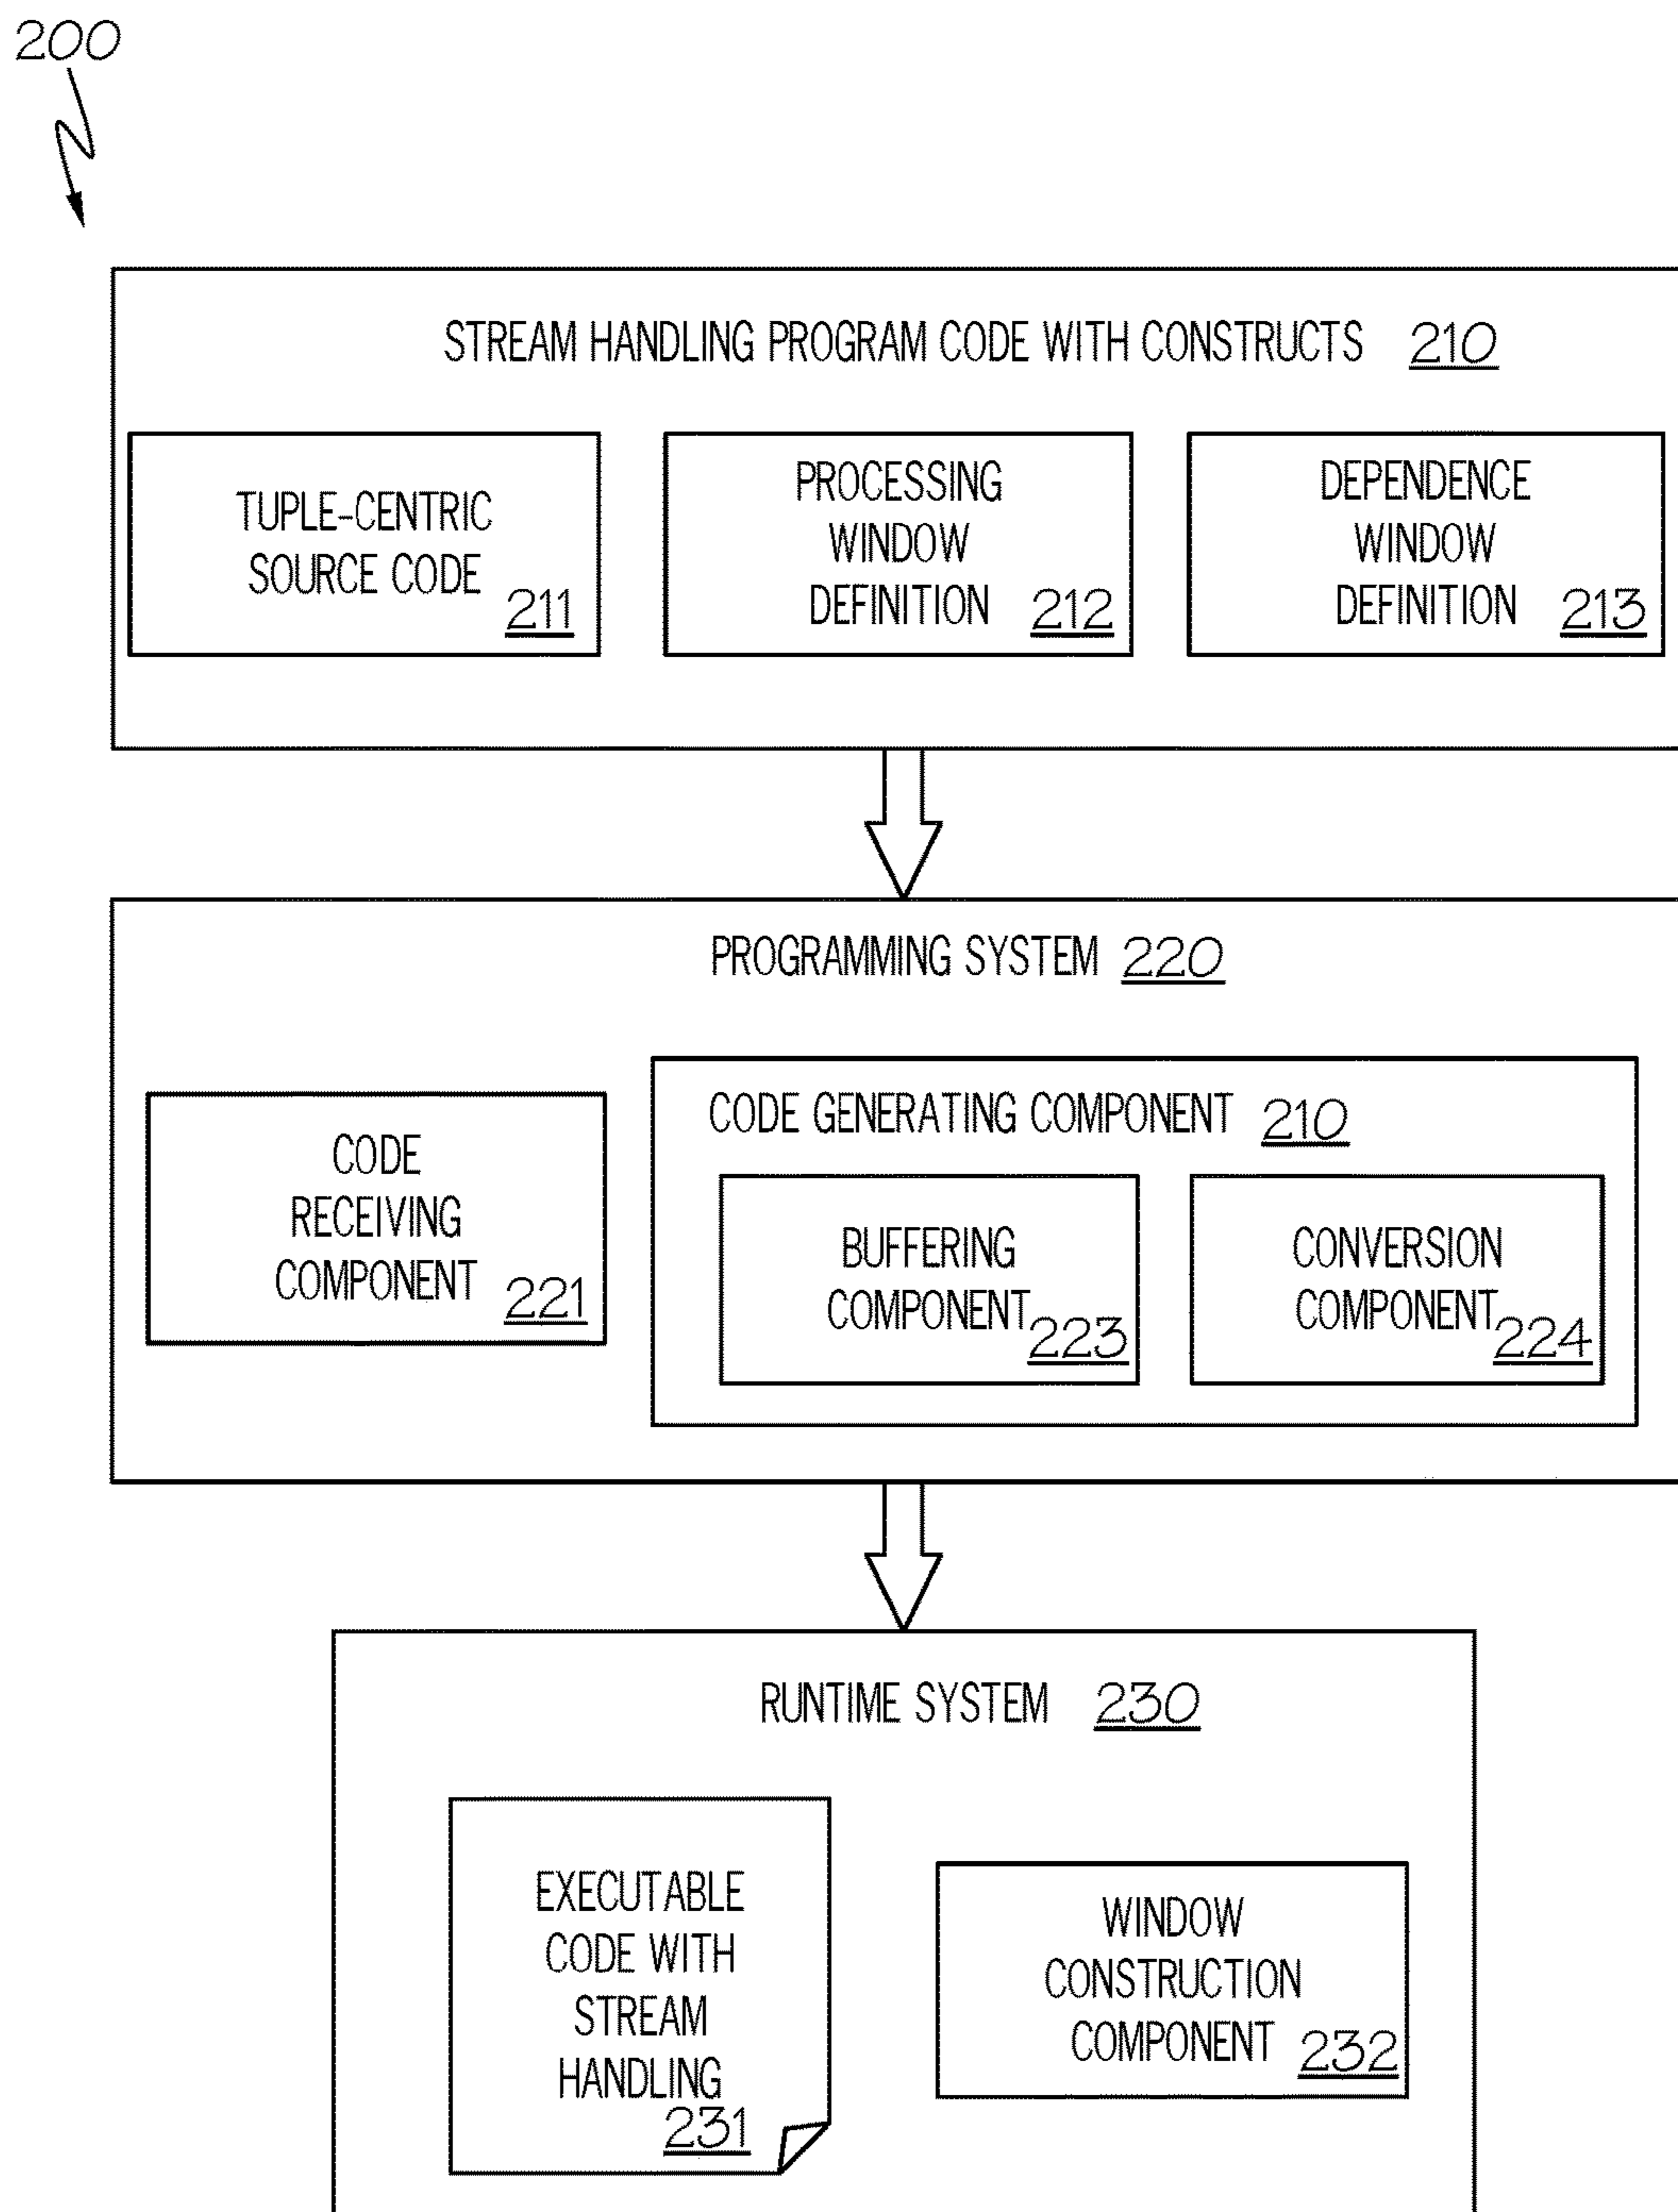 200
STREAM HANDLING PROGRAM CODE WITH CONSTRUCTS 210
TUPLE-CENTRIC
SOURCE CODE
211
PROCESSING
WINDOW
DEFINITION
212
DEPENDENCE
WINDOW
DEFINITION
213
PROGRAMMING SYSTEM 220
CODE
RECEIVING
COMPONENT
221
CODE GENERATING COMPONENT 210
BUFFERING
COMPONENT
223
CONVERSION
COMPONENT
224
RUNTIME SYSTEM 230
EXECUTABLE
CODE WITH
STREAM
HANDLING
231
WINDOW
CONSTRUCTION
COMPONENT
232